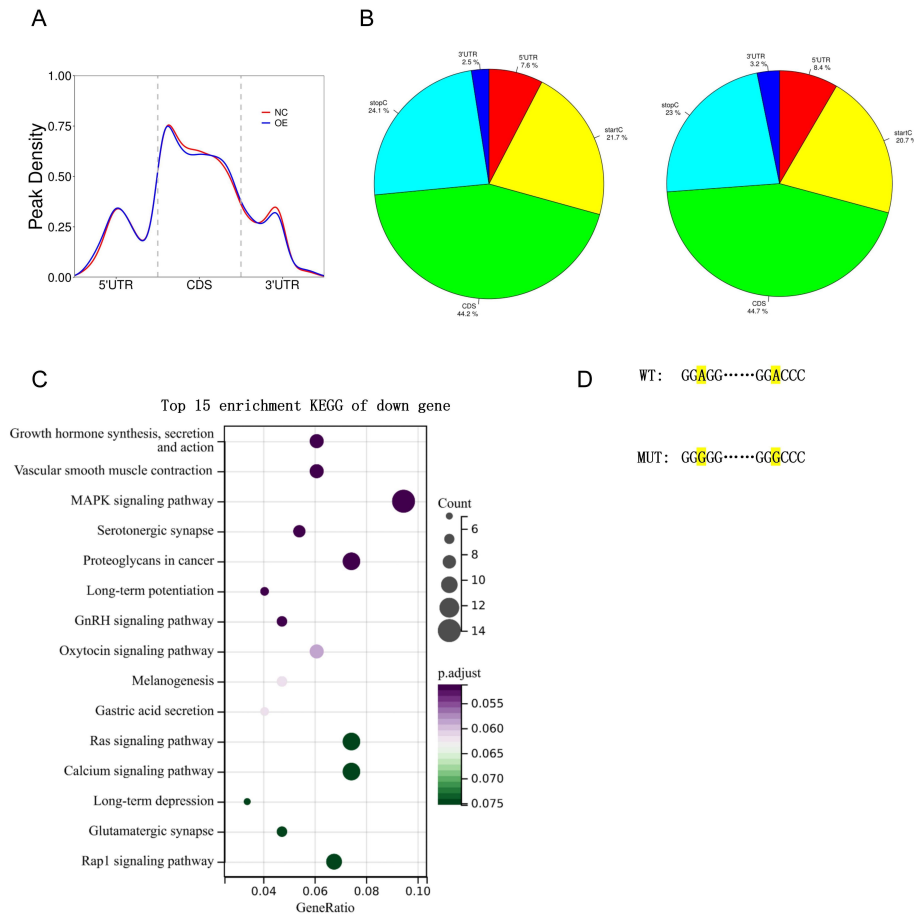 A
B
1.00
0.75
0.50
0.25
0.00
Peak Density
NC
OE
5'UTR
CDS
3'UTR
3'UTR
2.5 %
5'UTR
7.6 %
stopC
24.1 %
startC
21.7 %
CDS
44.2 %
3'UTR
3.2 %
5'UTR
8.4 %
stopC
23 %
startC
20.7 %
CDS
44.7 %
C
Top 15 enrichment KEGG of down gene
Growth hormone synthesis, secretion
and action
Vascular smooth muscle contraction
MAPK signaling pathway
Serotonergic synapse
Proteoglycans in cancer
Long-term potentiation
GnRH signaling pathway
Oxytocin signaling pathway
Melanogenesis
Gastric acid secretion
Ras signaling pathway
Calcium signaling pathway
Long-term depression
Glutamatergic synapse
Rap1 signaling pathway
0.04 0.06 0.08 0.10
GeneRatio
Count
6
8
10
12
14
p.adjust
0.055
0.060
0.065
0.070
0.075
D
WT: GGAGG······GGACCC
MUT: GGGGG······GGGCCC